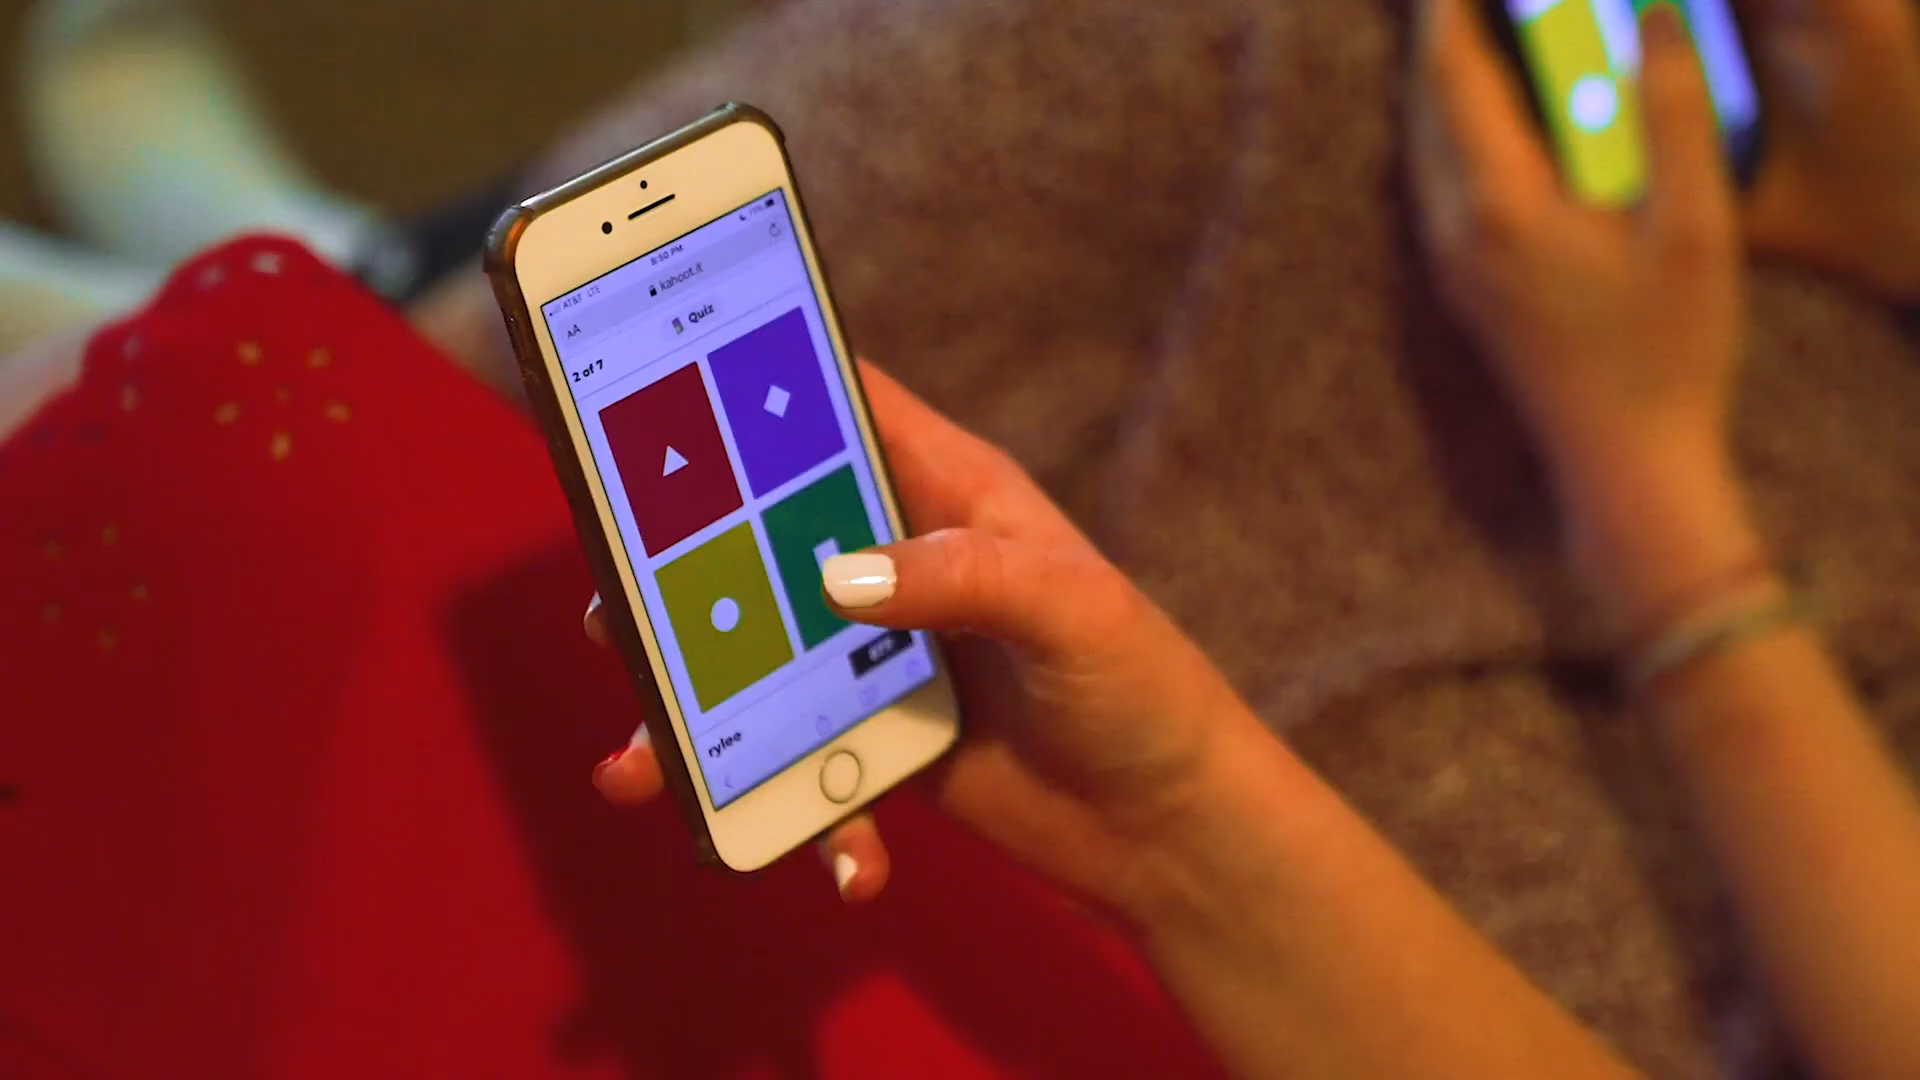 AT&T LTE
8:50 PM
AA
kahoot.it
Quiz
2 of 7
rylee